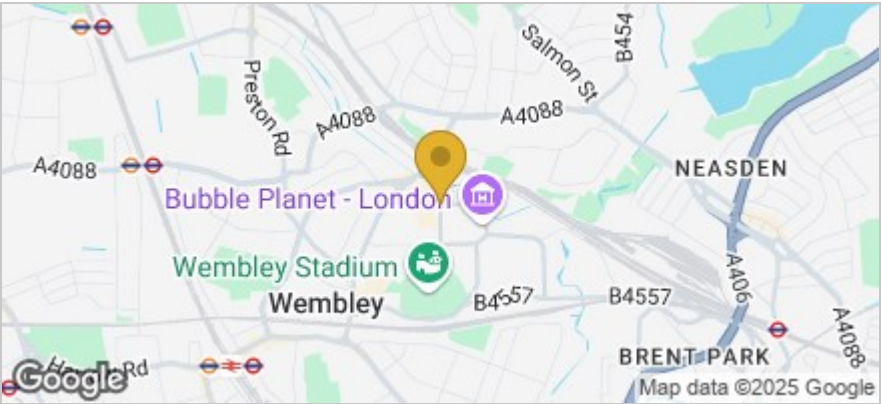 Salmon St
B454
Preston Rd
A4088
A4088
A4088
NEASDEN
Bubble Planet - London
Wembley Stadium
A406
Wembley
B4557
B4557
A4088
BRENT PARK
Rd
Google
Map data ©2025 Google